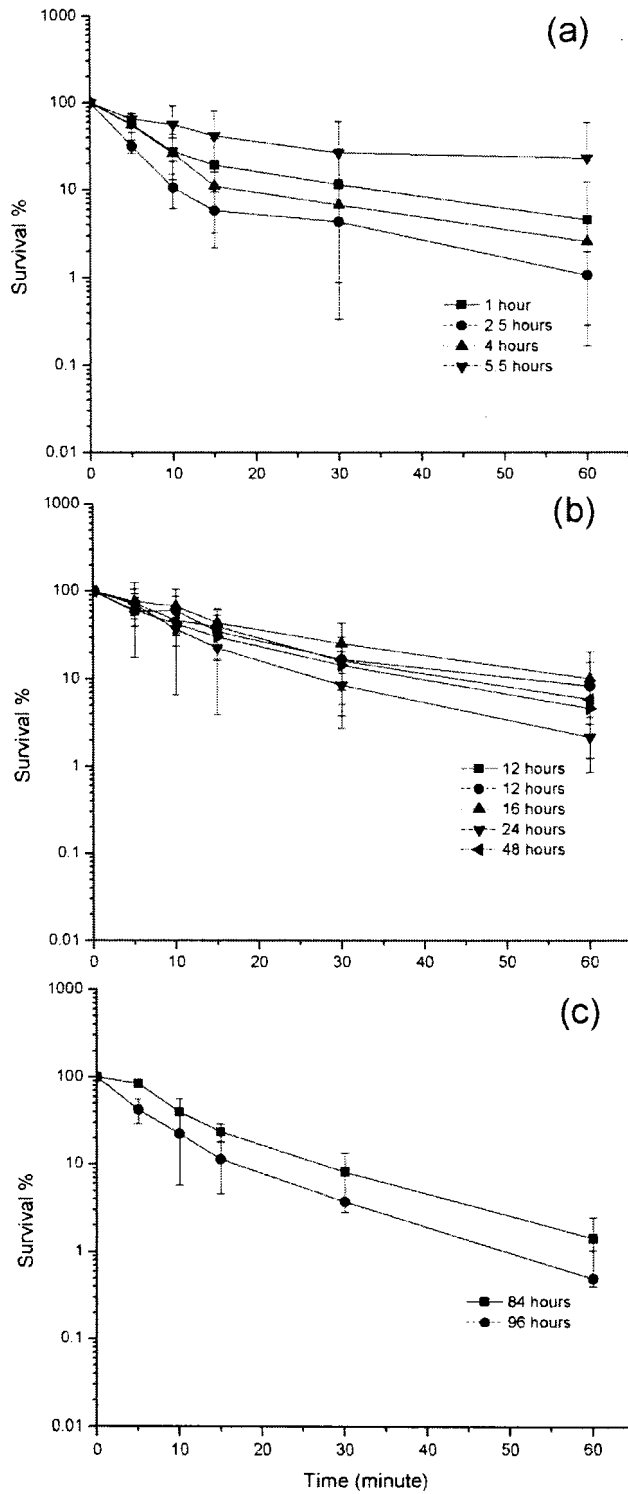 (a)
1000
100
10
1
0.1
0.01
Survival %
1 hour
2 5 hours
4 hours
5 5 hours
0 10 20 30 40 50 60
(b)
1000
100
10
1
0.1
0.01
Survival %
12 hours
12 hours
16 hours
24 hours
48 hours
0 10 20 30 40 50 60
(c)
1000
100
10
1
0.1
0.01
Survival %
84 hours
96 hours
0 10 20 30 40 50 60
Time (minute)